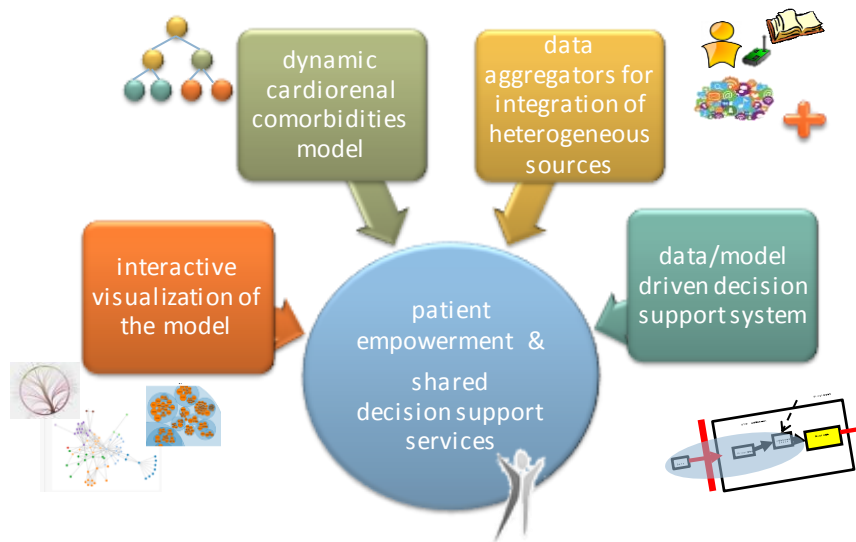 dynamic
cardiorenal
comorbidities
model
data
aggregators for
integration of
heterogeneous
sources
interactive
visualization of
the model
data/model
driven decision
support system
patient
empowerment &
shared
decision support
services